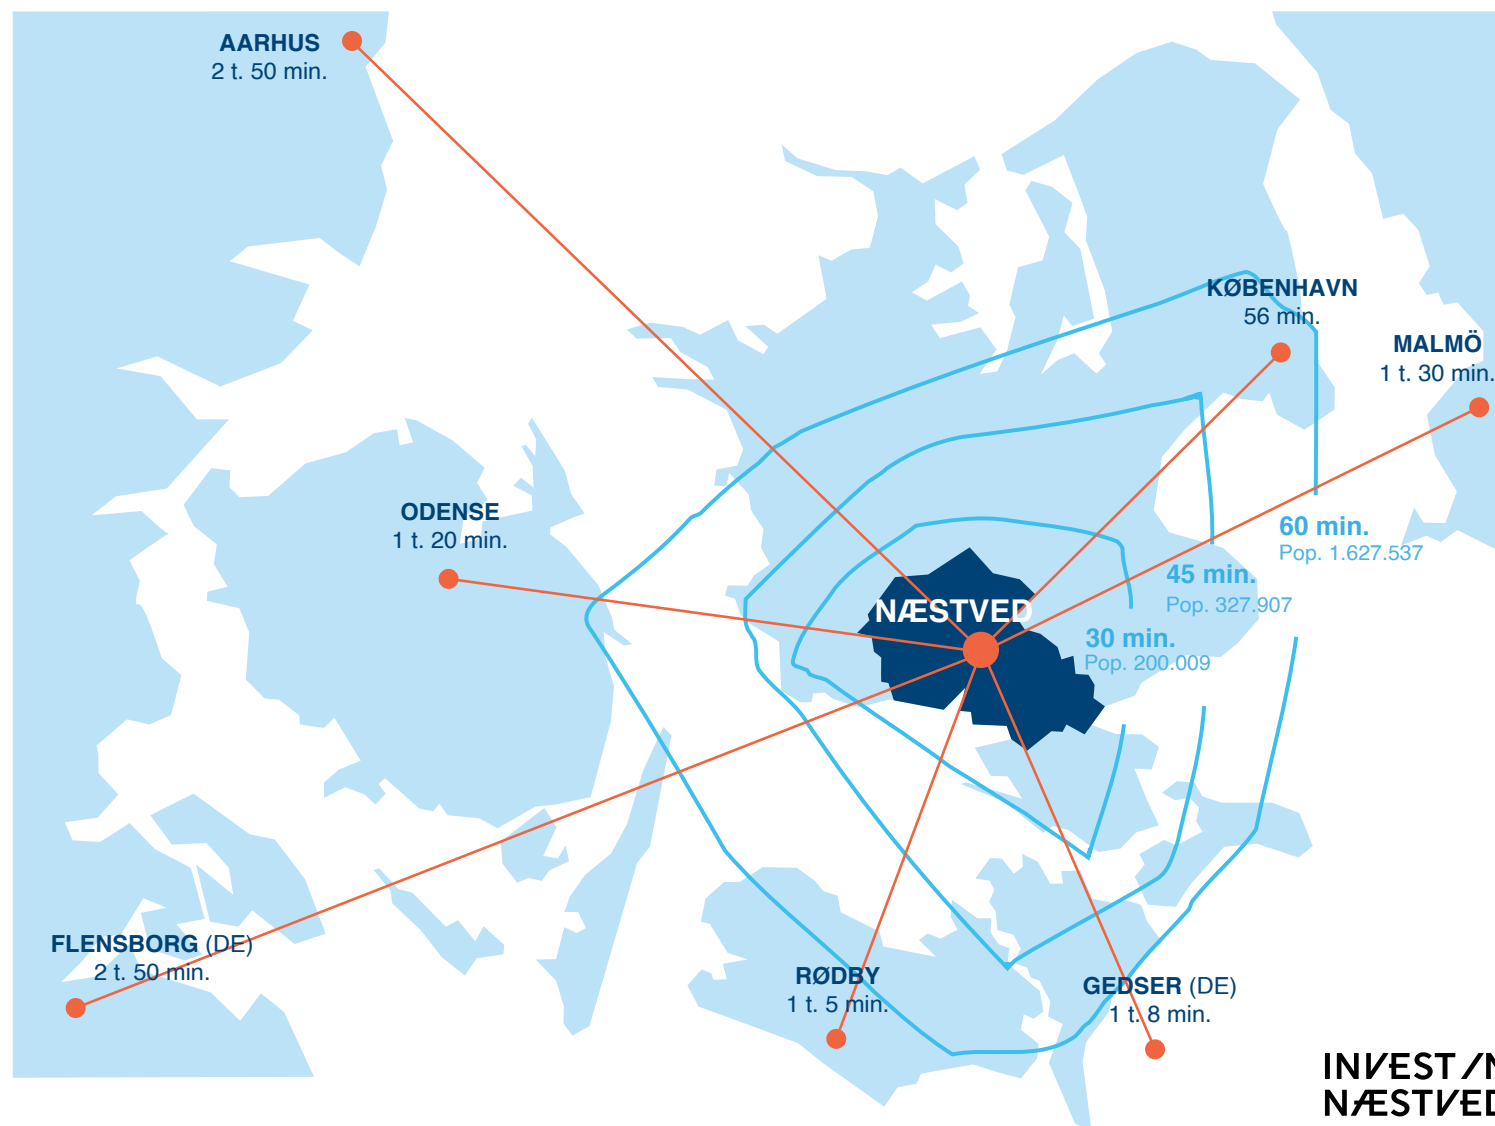 AARHUS
2 t. 50 min.
KØBENHAVN
56 min.
MALMÖ
1 t. 30 min.
ODENSE
1 t. 20 min.
60 min.
Pop. 1.627.537
45 min.
Pop. 327.907
NÆSTVED
30 min.
Pop. 200.009
FLENSBORG (DE)
2 t. 50 min.
RØDBY
1 t. 5 min.
GEDSER (DE)
1 t. 8 min.
INVEST IN
NÆSTVED